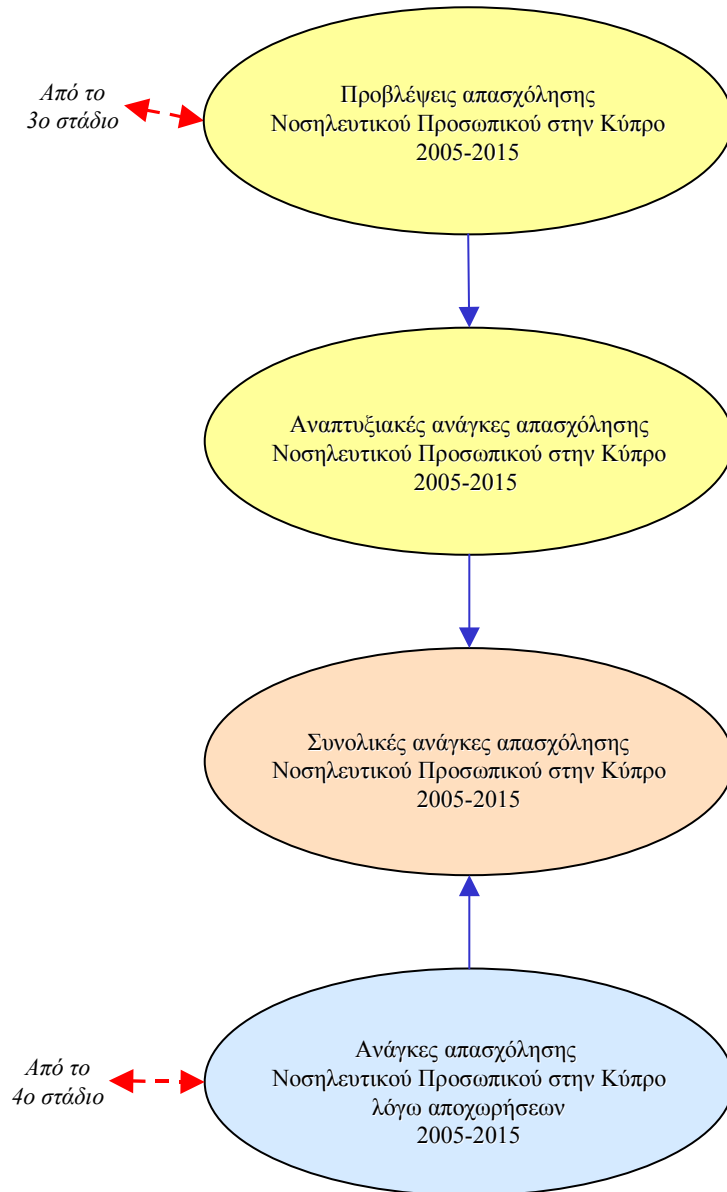 Από το
3ο στάδιο
Προβλέψεις απασχόλησης
Νοσηλευτικού Προσωπικού στην Κύπρο
2005-2015
Αναπτυξιακές ανάγκες απασχόλησης
Νοσηλευτικού Προσωπικού στην Κύπρο
2005-2015
Συνολικές ανάγκες απασχόλησης
Νοσηλευτικού Προσωπικού στην Κύπρο
2005-2015
Από το
4ο στάδιο
Ανάγκες απασχόλησης
Νοσηλευτικού Προσωπικού στην Κύπρο
λόγω αποχωρήσεων
2005-2015